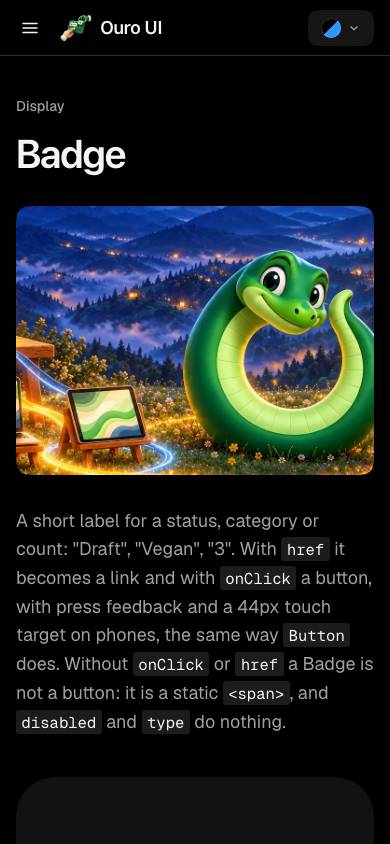 Ouro UI
Display
Badge
A short label for a status, category or
count: "Draft", "Vegan", "3". With href it
becomes a link and with onClick a button,
with press feedback and a 44px touch
target on phones, the same way Button
does. Without onClick or href a Badge is
not a button: it is a static <span>, and
disabled and type do nothing.